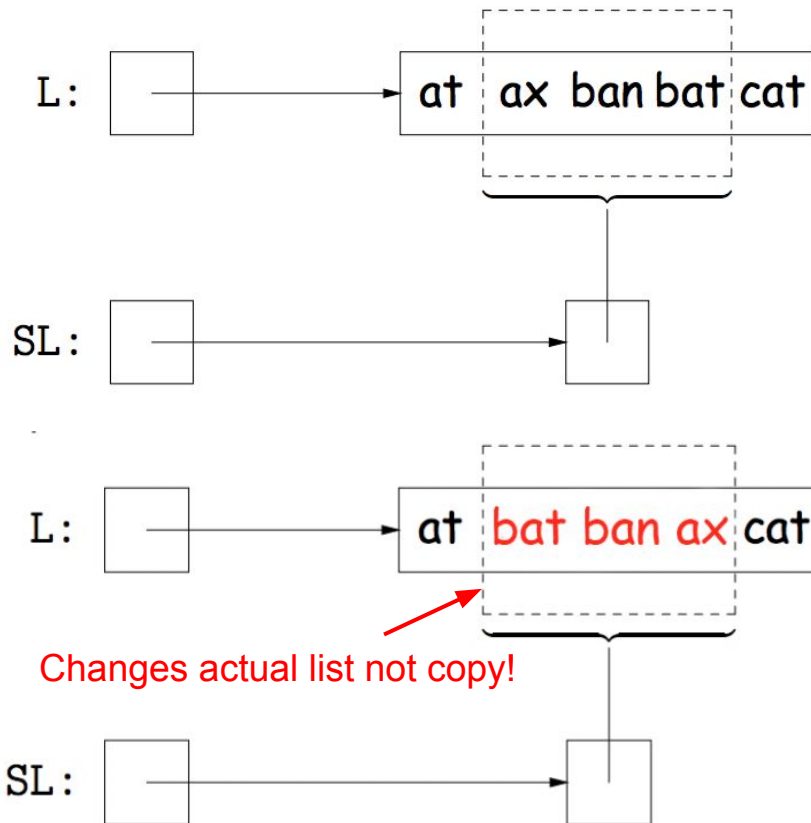 L: at ax ban bat cat
SL:
L: at bat ban ax cat
Changes actual list not copy!
SL: